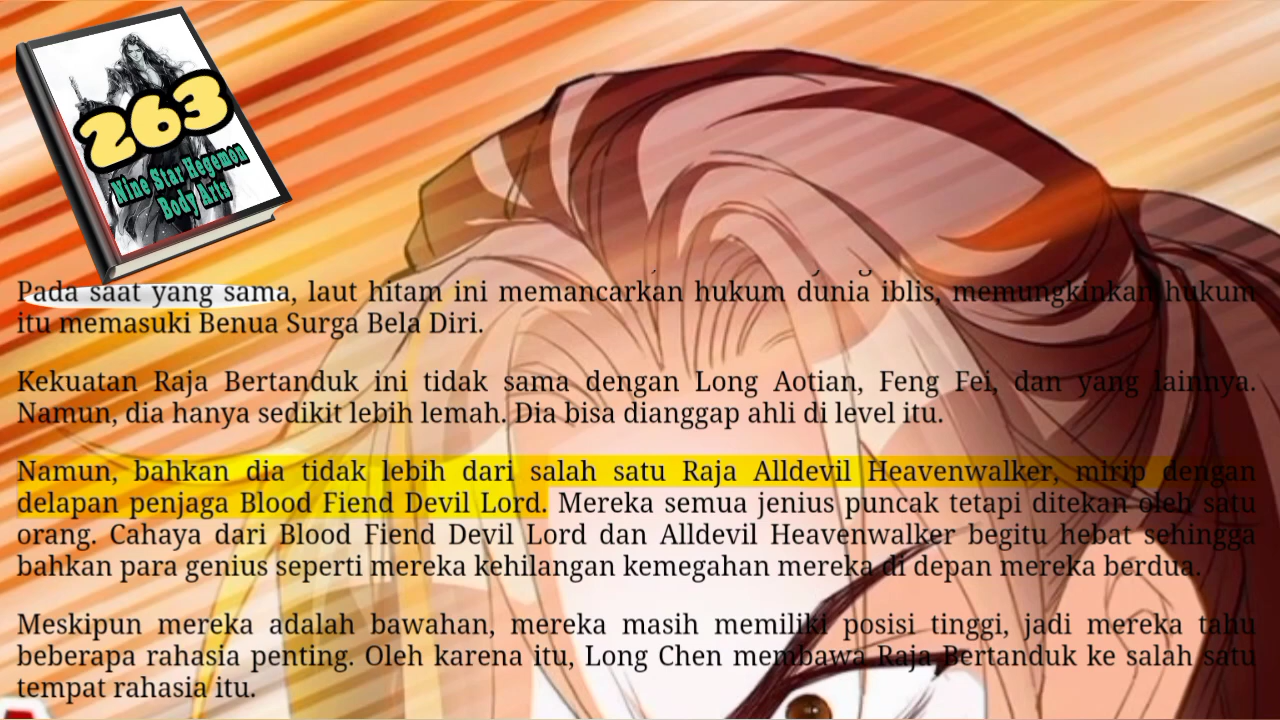 263
Nine Star Hegemon
Body Arts
Pada saat yang sama, laut hitam ini memancarkan hukum dunia iblis, memungkinkan hukum
itu memasuki Benua Surga Bela Diri.
Kekuatan Raja Bertanduk ini tidak sama dengan Long Aotian, Feng Fei, dan yang lainnya.
Namun, dia hanya sedikit lebih lemah. Dia bisa dianggap ahli di level itu.
Namun, bahkan dia tidak lebih dari salah satu Raja Alldevil Heavenwalker, mirip dengan
delapan penjaga Blood Fiend Devil Lord. Mereka semua jenius puncak tetapi ditekan oleh satu
orang. Cahaya dari Blood Fiend Devil Lord dan Alldevil Heavenwalker begitu hebat sehingga
bahkan para genius seperti mereka kehilangan kemegahan mereka di depan mereka berdua.
Meskipun mereka adalah bawahan, mereka masih memiliki posisi tinggi, jadi mereka tahu
beberapa rahasia penting. Oleh karena itu, Long Chen membawa Raja Bertanduk ke salah satu
tempat rahasia itu.